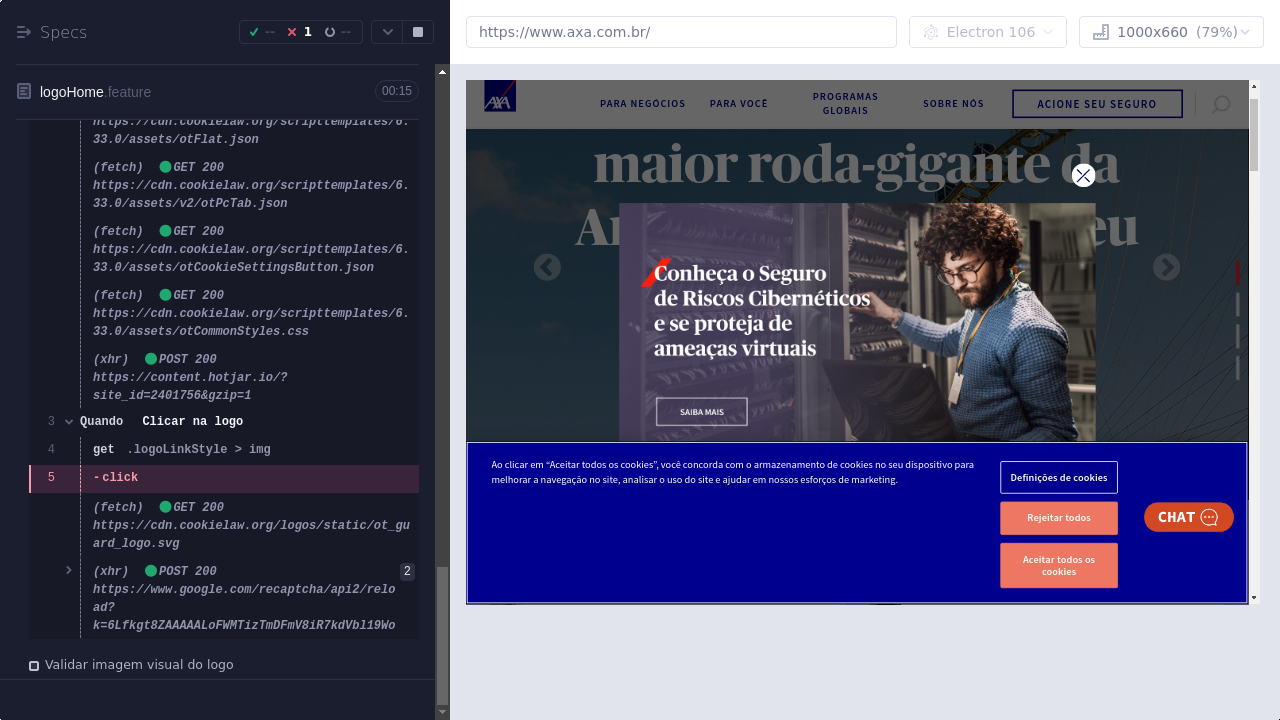 Specs
--
1
--
logoHome.feature
00:15
https://cdn.cookielaw.org/scripttemplates/6.
33.0/assets/otFlat.json
(fetch) GET 200
https://cdn.cookielaw.org/scripttemplates/6.
33.0/assets/v2/otPcTab.json
(fetch) GET 200
https://cdn.cookielaw.org/scripttemplates/6.
33.0/assets/otCookieSettingsButton.json
(fetch) GET 200
https://cdn.cookielaw.org/scripttemplates/6.
33.0/assets/otCommonStyles.css
(xhr) POST 200
https://content.hotjar.io/?
site_id=2401756&gzip=1
3 Quando Clicar na logo
4 get .logoLinkStyle > img
5 -click
(fetch) GET 200
https://cdn.cookielaw.org/logos/static/ot_gu
ard_logo.svg
(xhr) POST 200 2
https://www.google.com/recaptcha/api2/relo
ad?
k=6Lfkgt8ZAAAAALoFWMTizTmDFmV8iR7kdVbl19Wo
Validar imagem visual do logo
https://www.axa.com.br/
Electron 106
1000x660 (79%)
AXA
PARA NEGÓCIOS
PARA VOCÊ
PROGRAMAS
GLOBAIS
SOBRE NÓS
ACIONE SEU SEGURO
maior roda-gigante da
eu
Conheça o Seguro
de Riscos Cibernéticos
e se proteja de
ameaças virtuais
SAIBA MAIS
Ao clicar em “Aceitar todos os cookies”, você concorda com o armazenamento de cookies no seu dispositivo para
melhorar a navegação no site, analisar o uso do site e ajudar em nossos esforços de marketing.
Definições de cookies
Rejeitar todos
Aceitar todos os
cookies
CHAT